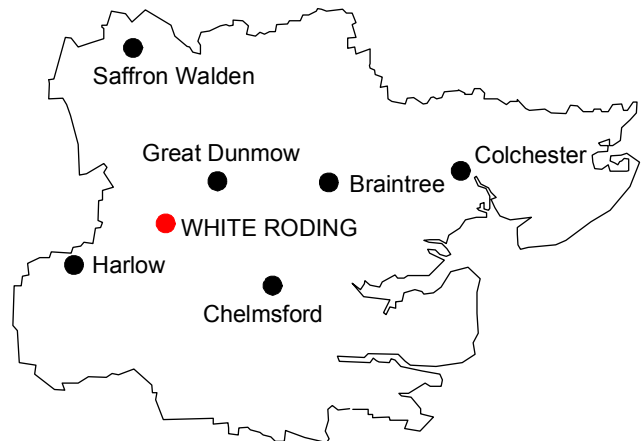 Saffron Walden
Great Dunmow
Colchester
Braintree
WHITE RODING
Harlow
Chelmsford